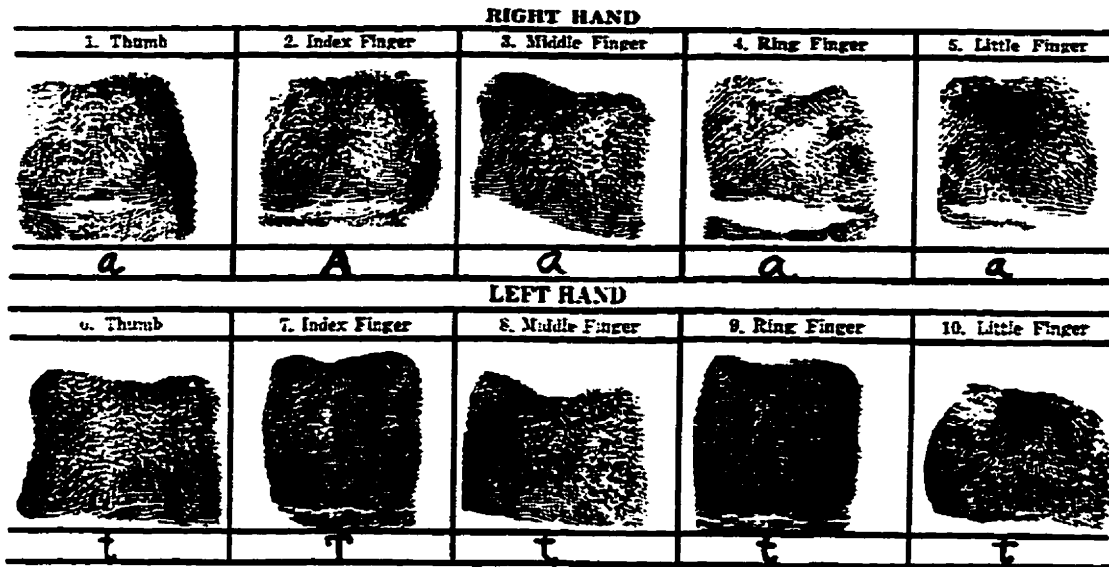 RIGHT HAND
1. Thumb 2. Index Finger 3. Middle Finger 4. Ring Finger 5. Little Finger
a A a a a
LEFT HAND
6. Thumb 7. Index Finger 8. Middle Finger 9. Ring Finger 10. Little Finger
t T t t t